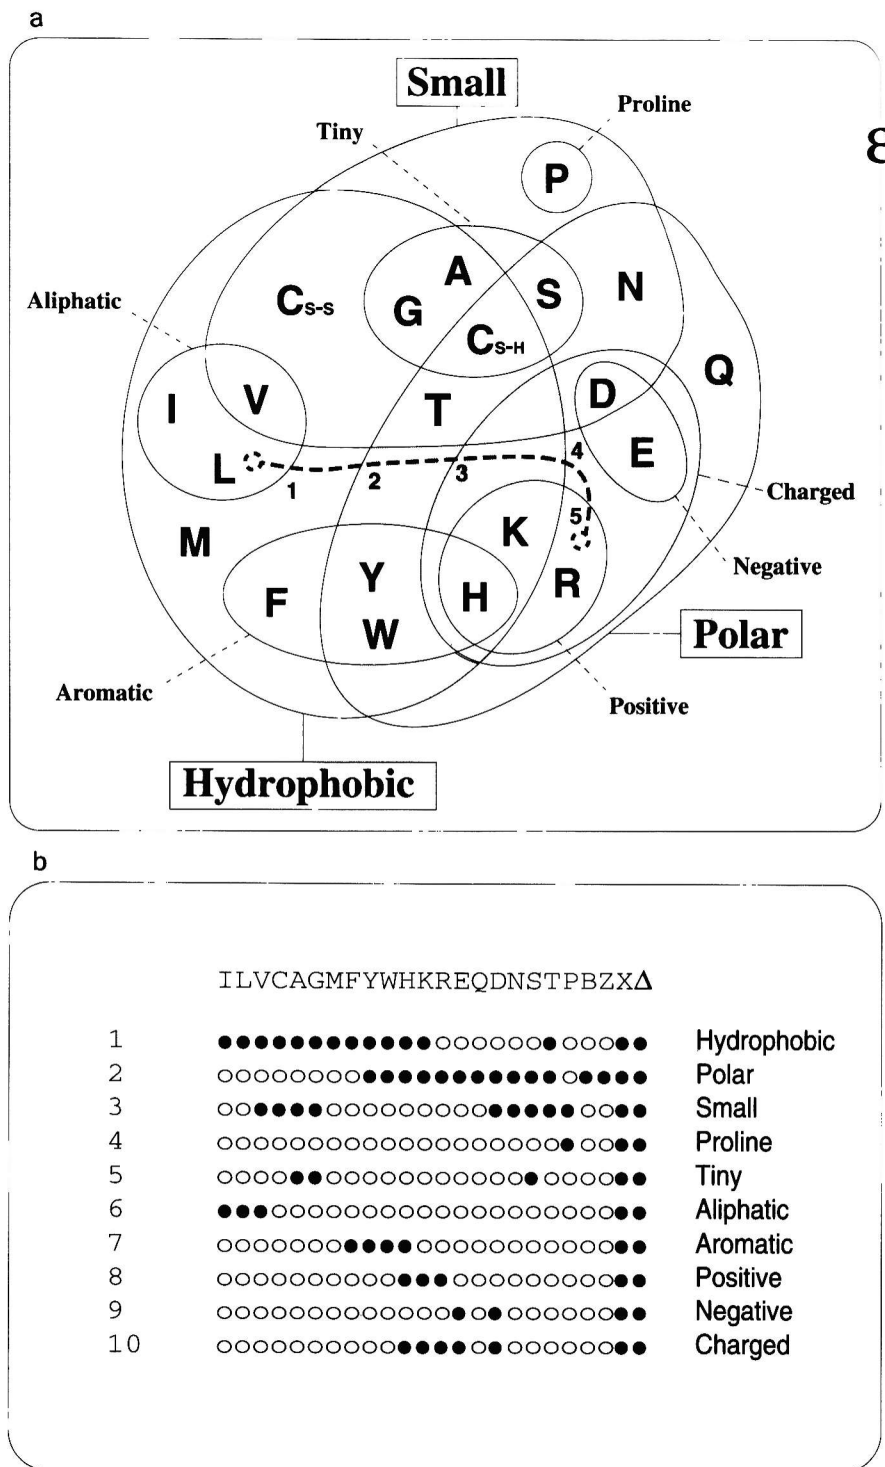 a
Small
Proline
Tiny
8
P
A
S
N
Aliphatic
CS-S
G
CS-H
Q
I
V
T
D
L
4
E
1
2
3
Charged
M
K
5
Negative
F
Y
H
R
W
Polar
Aromatic
Positive
Hydrophobic
b
ILVCAGMFYWHKREQDNSTPBZXΔ
1 ●●●●●●●●●●●●○○○○○○●○○○●● Hydrophobic
2 ○○○○○○○○●●●●●●●●●●●○●●●● Polar
3 ○○●●●●○○○○○○○○○●●●●●○○●● Small
4 ○○○○○○○○○○○○○○○○○○○●○○●● Proline
5 ○○○○●●○○○○○○○○○○○●○○○○●● Tiny
6 ●●●○○○○○○○○○○○○○○○○○○○●● Aliphatic
7 ○○○○○○○●●●●○○○○○○○○○○○●● Aromatic
8 ○○○○○○○○○○●●●○○○○○○○○○●● Positive
9 ○○○○○○○○○○○○○●○●○○○○○○●● Negative
10 ○○○○○○○○○○●●●●○●○○○○○○●● Charged